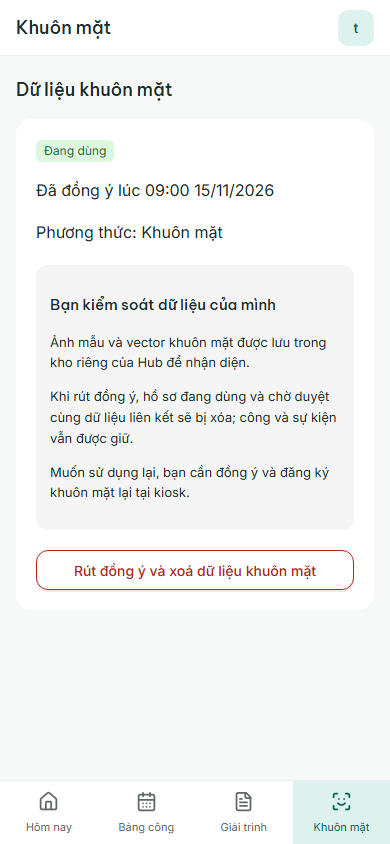 Khuôn mặt
t
Dữ liệu khuôn mặt
Đang dùng
Đã đồng ý lúc 09:00 15/11/2026
Phương thức: Khuôn mặt
Bạn kiểm soát dữ liệu của mình
Ảnh mẫu và vector khuôn mặt được lưu trong
kho riêng của Hub để nhận diện.
Khi rút đồng ý, hồ sơ đang dùng và chờ duyệt
cùng dữ liệu liên kết sẽ bị xóa; công và sự kiện
vẫn được giữ.
Muốn sử dụng lại, bạn cần đồng ý và đăng ký
khuôn mặt lại tại kiosk.
Rút đồng ý và xoá dữ liệu khuôn mặt
Hôm nay
Bảng công
Giải trình
Khuôn mặt